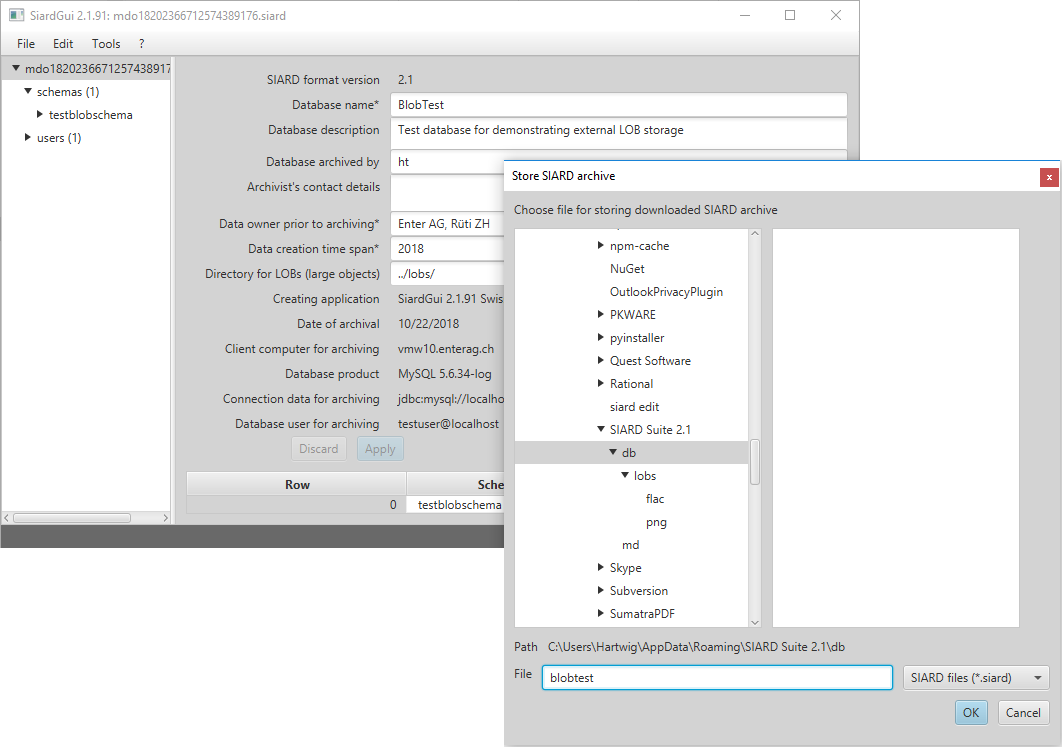 SiardGui 2.1.91: mdo18202366712574389176.siard
File Edit Tools ?
mdo182023667125743891​7
schemas (1)
testblobschema
users (1)
SIARD format version 2.1
Database name* BlobTest
Database description Test database for demonstrating external LOB storage
Database archived by ht
Archivist's contact details
Data owner prior to archiving* Enter AG, Rüti ZH
Data creation time span* 2018
Directory for LOBs (large objects) ../lobs/
Creating application SiardGui 2.1.91 Swis
Date of archival 10/22/2018
Client computer for archiving vmw10.enterag.ch
Database product MySQL 5.6.34-log
Connection data for archiving jdbc:mysql://localho
Database user for archiving testuser@localhost
Discard Apply
Row Sche
0 testblobschema
Store SIARD archive
x
Choose file for storing downloaded SIARD archive
npm-cache
NuGet
OutlookPrivacyPlugin
PKWARE
pyinstaller
Quest Software
Rational
siard edit
SIARD Suite 2.1
db
lobs
flac
png
md
Skype
Subversion
SumatraPDF
Path C:\Users\Hartwig\AppData\Roaming\SIARD Suite 2.1\db
File blobtest SIARD files (*.siard)
OK Cancel